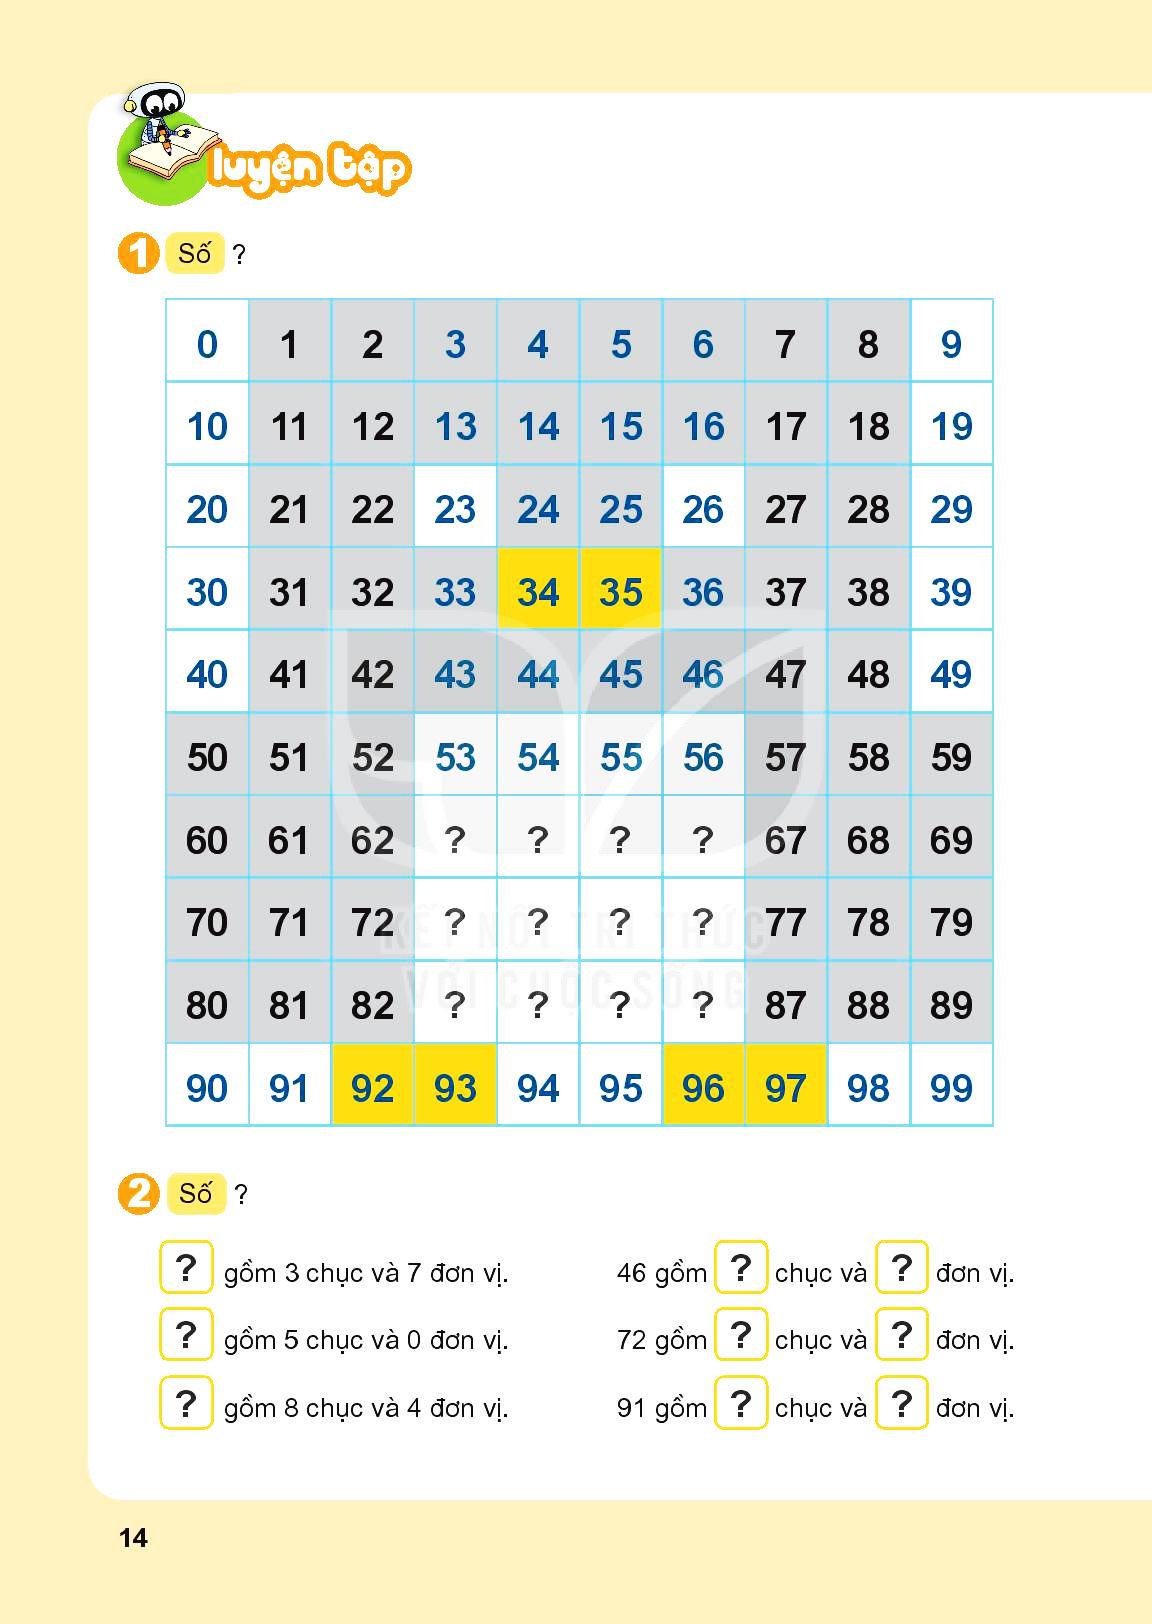 luyện tập
1 Số ?
0 1 2 3 4 5 6 7 8 9
10 11 12 13 14 15 16 17 18 19
20 21 22 23 24 25 26 27 28 29
30 31 32 33 34 35 36 37 38 39
40 41 42 43 44 45 46 47 48 49
50 51 52 53 54 55 56 57 58 59
60 61 62 ? ? ? ? 67 68 69
70 71 72 ? ? ? ? 77 78 79
KẾT NỐI TRI THỨC
80 81 82 ? ? ? ? 87 88 89
VỚI CUỘC SỐNG
90 91 92 93 94 95 96 97 98 99
2 Số ?
? gồm 3 chục và 7 đơn vị. 46 gồm ? chục và ? đơn vị.
? gồm 5 chục và 0 đơn vị. 72 gồm ? chục và ? đơn vị.
? gồm 8 chục và 4 đơn vị. 91 gồm ? chục và ? đơn vị.
14